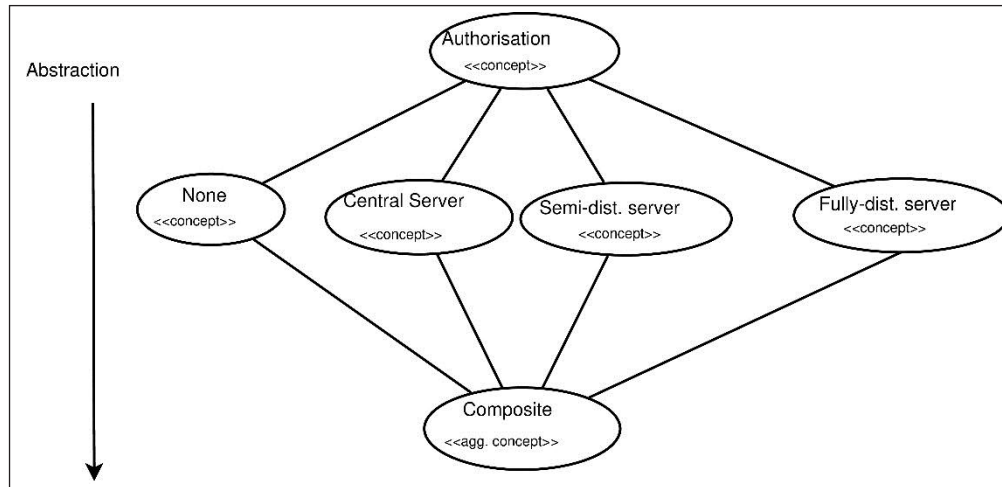 Authorisation
<<concept>>
Abstraction
None
<<concept>>
Central Server
<<concept>>
Semi-dist. server
<<concept>>
Fully-dist. server
<<concept>>
Composite
<<agg. concept>>